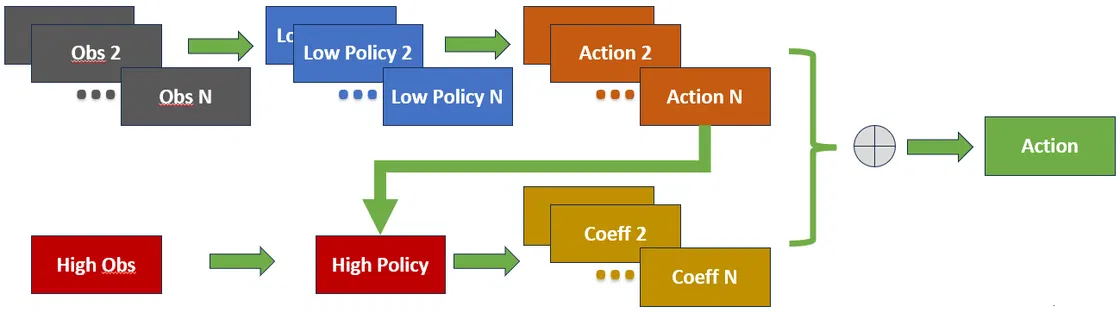 Obs 2
Obs N
Low Policy 2
Low Policy N
Action 2
Action N
Action
High Obs
High Policy
Coeff 2
Coeff N